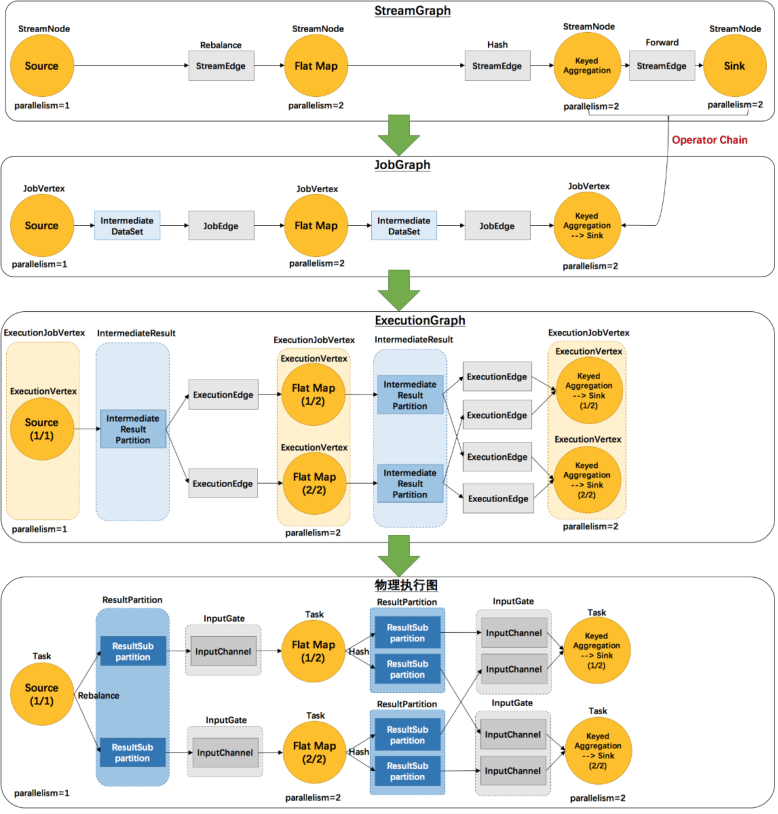 StreamGraph
StreamNode
StreamNode
StreamNode
StreamNode
Rebalance
Hash
Forward
Source
StreamEdge
Flat Map
StreamEdge
Keyed
Aggregation
StreamEdge
Sink
parallelism=1
parallelism=2
parallelism=2
parallelism=2
Operator Chain
JobGraph
JobVertex
JobVertex
JobVertex
Source
Intermediate
DataSet
JobEdge
Flat Map
Intermediate
DataSet
JobEdge
Keyed
Aggregation
--> Sink
parallelism=1
parallelism=2
parallelism=2
ExecutionGraph
ExecutionJobVertex
IntermediateResult
ExecutionJobVertex
IntermediateResult
ExecutionJobVertex
ExecutionVertex
Source
(1/1)
Intermediate
Result
Partition
ExecutionEdge
ExecutionEdge
ExecutionVertex
Flat Map
(1/2)
ExecutionVertex
Flat Map
(2/2)
Intermediate
Result
Partition
Intermediate
Result
Partition
ExecutionEdge
ExecutionEdge
ExecutionEdge
ExecutionEdge
ExecutionVertex
Keyed
Aggregation
--> Sink
(1/2)
ExecutionVertex
Keyed
Aggregation
--> Sink
(2/2)
parallelism=1
parallelism=2
parallelism=2
物理执行图
Task
Source
(1/1)
Rebalance
ResultPartition
ResultSub
partition
ResultSub
partition
InputGate
InputChannel
InputGate
InputChannel
Task
Flat Map
(1/2)
Hash
Task
Flat Map
(2/2)
Hash
ResultPartition
ResultSub
partition
ResultSub
partition
ResultPartition
ResultSub
partition
ResultSub
partition
InputGate
InputChannel
InputChannel
InputGate
InputChannel
InputChannel
Task
Keyed
Aggregation
--> Sink
(1/2)
Task
Keyed
Aggregation
--> Sink
(2/2)
parallelism=1
parallelism=2
parallelism=2